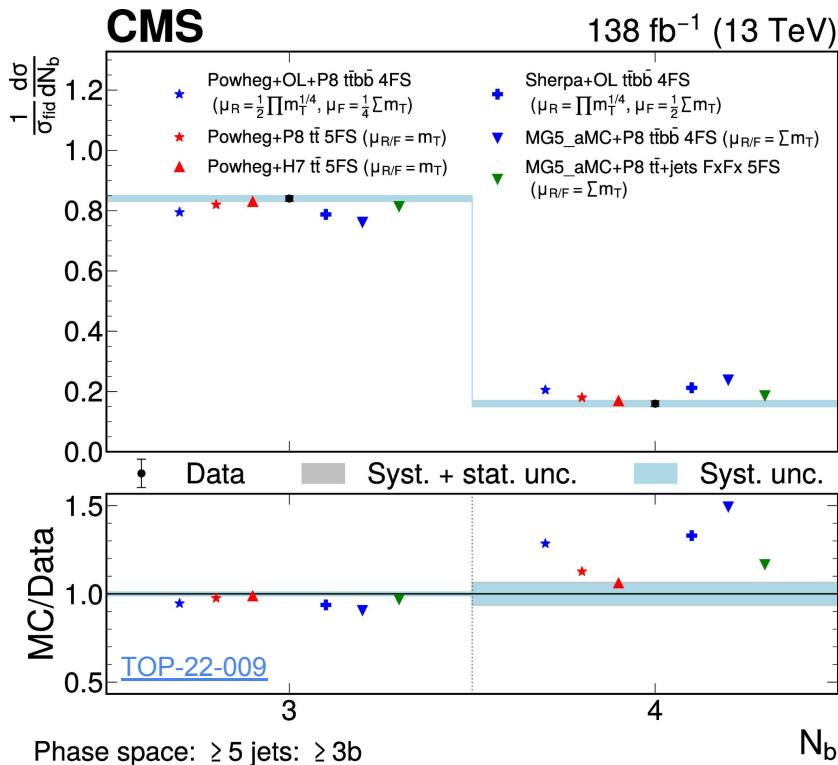 CMS 138 fb⁻¹ (13 TeV)
1/σ_fid dσ/dN_b
Powheg+OL+P8 tt̄bb̄ 4FS
(μ_R = ½∏m_T^{1/4}, μ_F = ¼∑m_T)
Powheg+P8 tt̄ 5FS (μ_R/F = m_T)
Powheg+H7 tt̄ 5FS (μ_R/F = m_T)
Sherpa+OL tt̄bb̄ 4FS
(μ_R = ∏m_T^{1/4}, μ_F = ½∑m_T)
MG5_aMC+P8 tt̄bb̄ 4FS (μ_R/F = ∑m_T)
MG5_aMC+P8 tt̄+jets FxFx 5FS
(μ_R/F = ∑m_T)
1.2
1.0
0.8
0.6
0.4
0.2
0.0
Data Syst. + stat. unc. Syst. unc.
MC/Data
1.5
1.0
0.5
TOP-22-009
3 4
N_b
Phase space: ≥ 5 jets: ≥ 3b